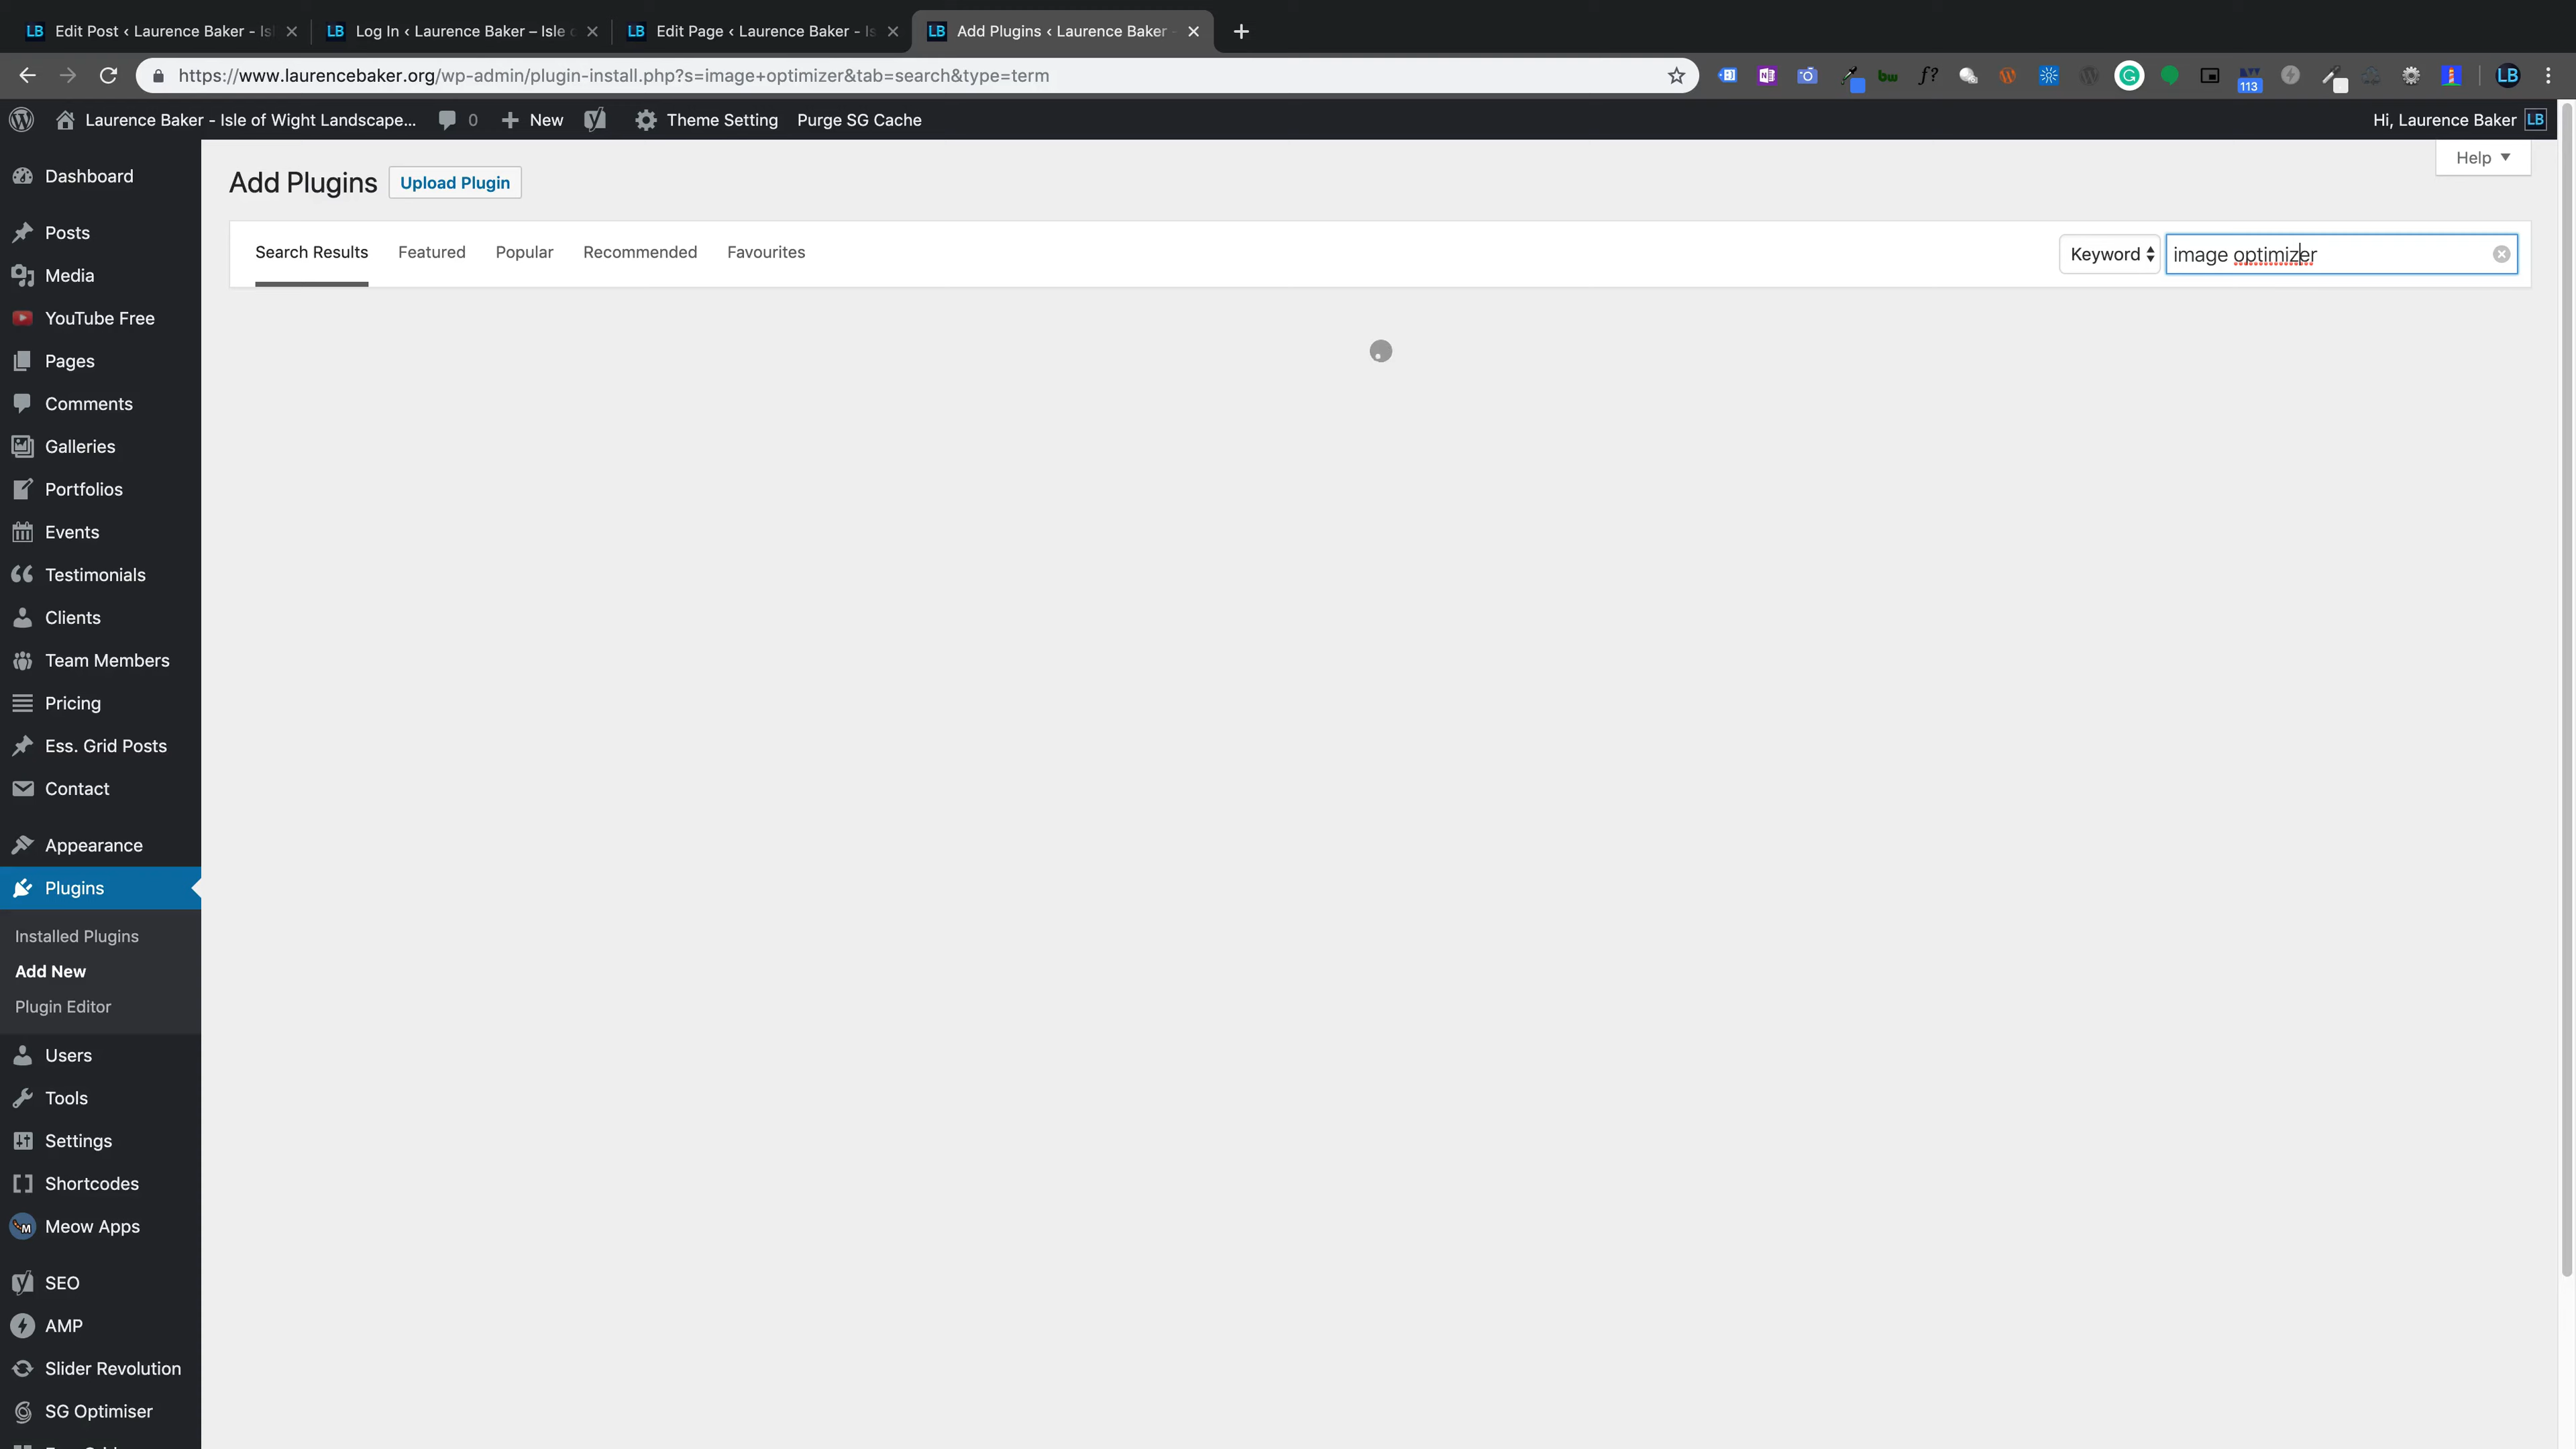 LB Edit Post ‹ Laurence Baker - Isl
LB Log In ‹ Laurence Baker – Isle
LB Edit Page ‹ Laurence Baker - Is
LB Add Plugins ‹ Laurence Baker -
https://www.laurencebaker.org/wp-admin/plugin-install.php?s=image+optimizer&tab=search&type=term
bw
f?
113
LB
Laurence Baker - Isle of Wight Landscape... 0 New Theme Setting Purge SG Cache
Hi, Laurence Baker LB
Help
Add Plugins Upload Plugin
Search Results Featured Popular Recommended Favourites
Keyword image optimizer
Dashboard
Posts
Media
YouTube Free
Pages
Comments
Galleries
Portfolios
Events
Testimonials
Clients
Team Members
Pricing
Ess. Grid Posts
Contact
Appearance
Plugins
Installed Plugins
Add New
Plugin Editor
Users
Tools
Settings
Shortcodes
Meow Apps
SEO
AMP
Slider Revolution
SG Optimiser